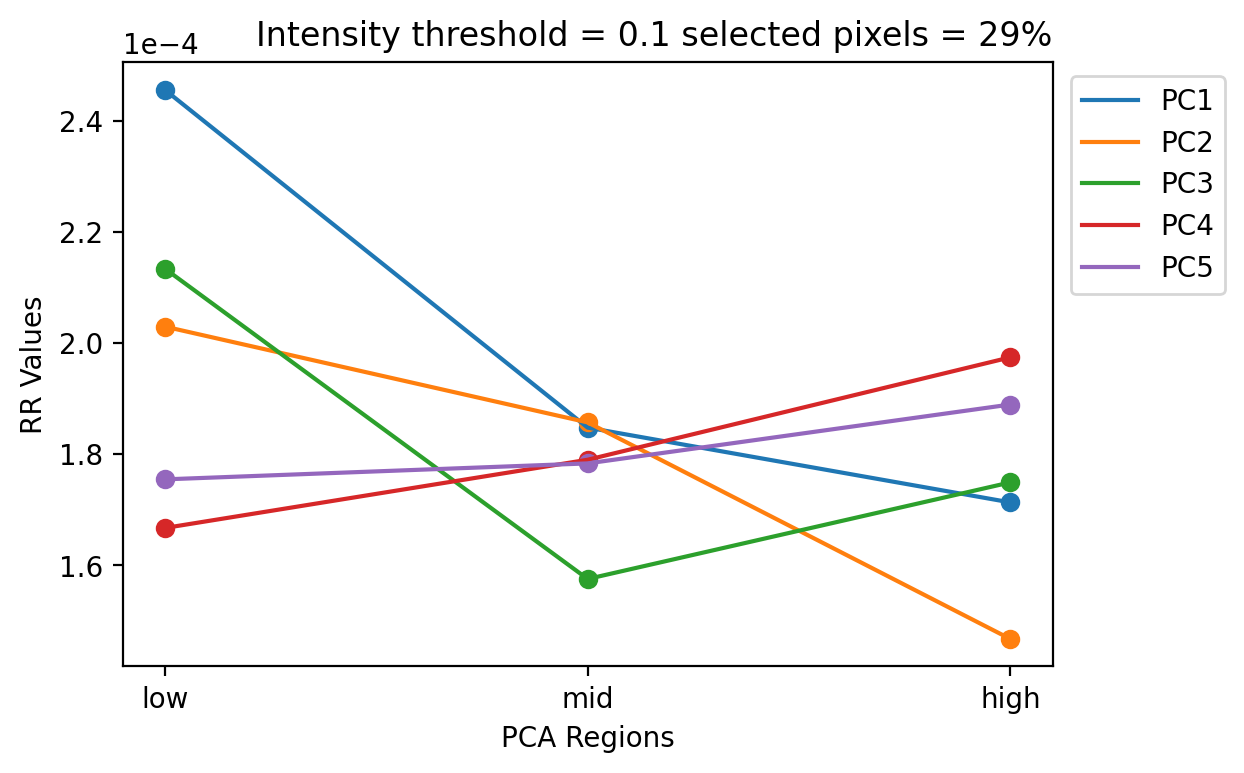 Intensity threshold = 0.1 selected pixels = 29%
1e−4
2.4
2.2
2.0
1.8
1.6
RR Values
low
mid
high
PCA Regions
PC1
PC2
PC3
PC4
PC5